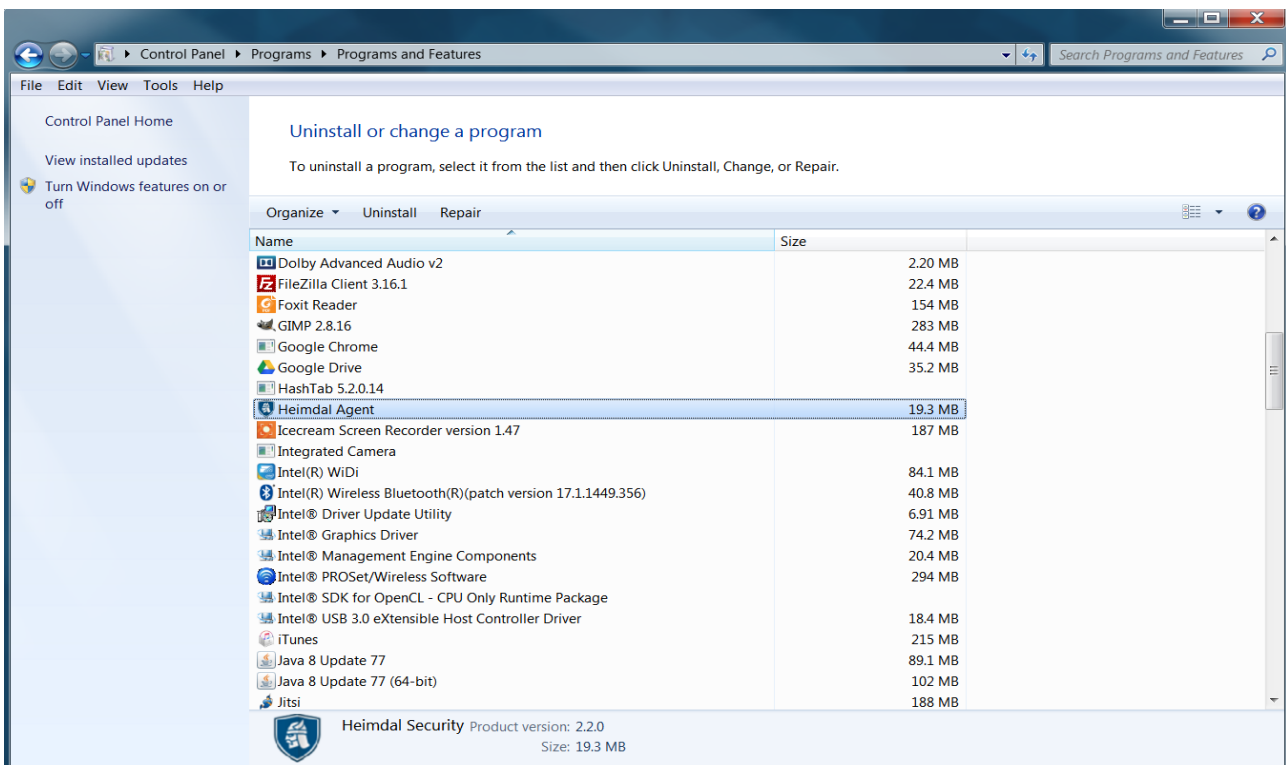 Control Panel Programs Programs and Features Search Programs and Features
File Edit View Tools Help
Control Panel Home
View installed updates
Turn Windows features on or
off
Uninstall or change a program
To uninstall a program, select it from the list and then click Uninstall, Change, or Repair.
Organize Uninstall Repair
Name Size
Dolby Advanced Audio v2 2.20 MB
FileZilla Client 3.16.1 22.4 MB
Foxit Reader 154 MB
GIMP 2.8.16 283 MB
Google Chrome 44.4 MB
Google Drive 35.2 MB
HashTab 5.2.0.14
Heimdal Agent 19.3 MB
Icecream Screen Recorder version 1.47 187 MB
Integrated Camera
Intel(R) WiDi 84.1 MB
Intel(R) Wireless Bluetooth(R)(patch version 17.1.1449.356) 40.8 MB
Intel® Driver Update Utility 6.91 MB
Intel® Graphics Driver 74.2 MB
Intel® Management Engine Components 20.4 MB
Intel® PROSet/Wireless Software 294 MB
Intel® SDK for OpenCL - CPU Only Runtime Package
Intel® USB 3.0 eXtensible Host Controller Driver 18.4 MB
iTunes 215 MB
Java 8 Update 77 89.1 MB
Java 8 Update 77 (64-bit) 102 MB
Jitsi 188 MB
Heimdal Security Product version: 2.2.0
Size: 19.3 MB